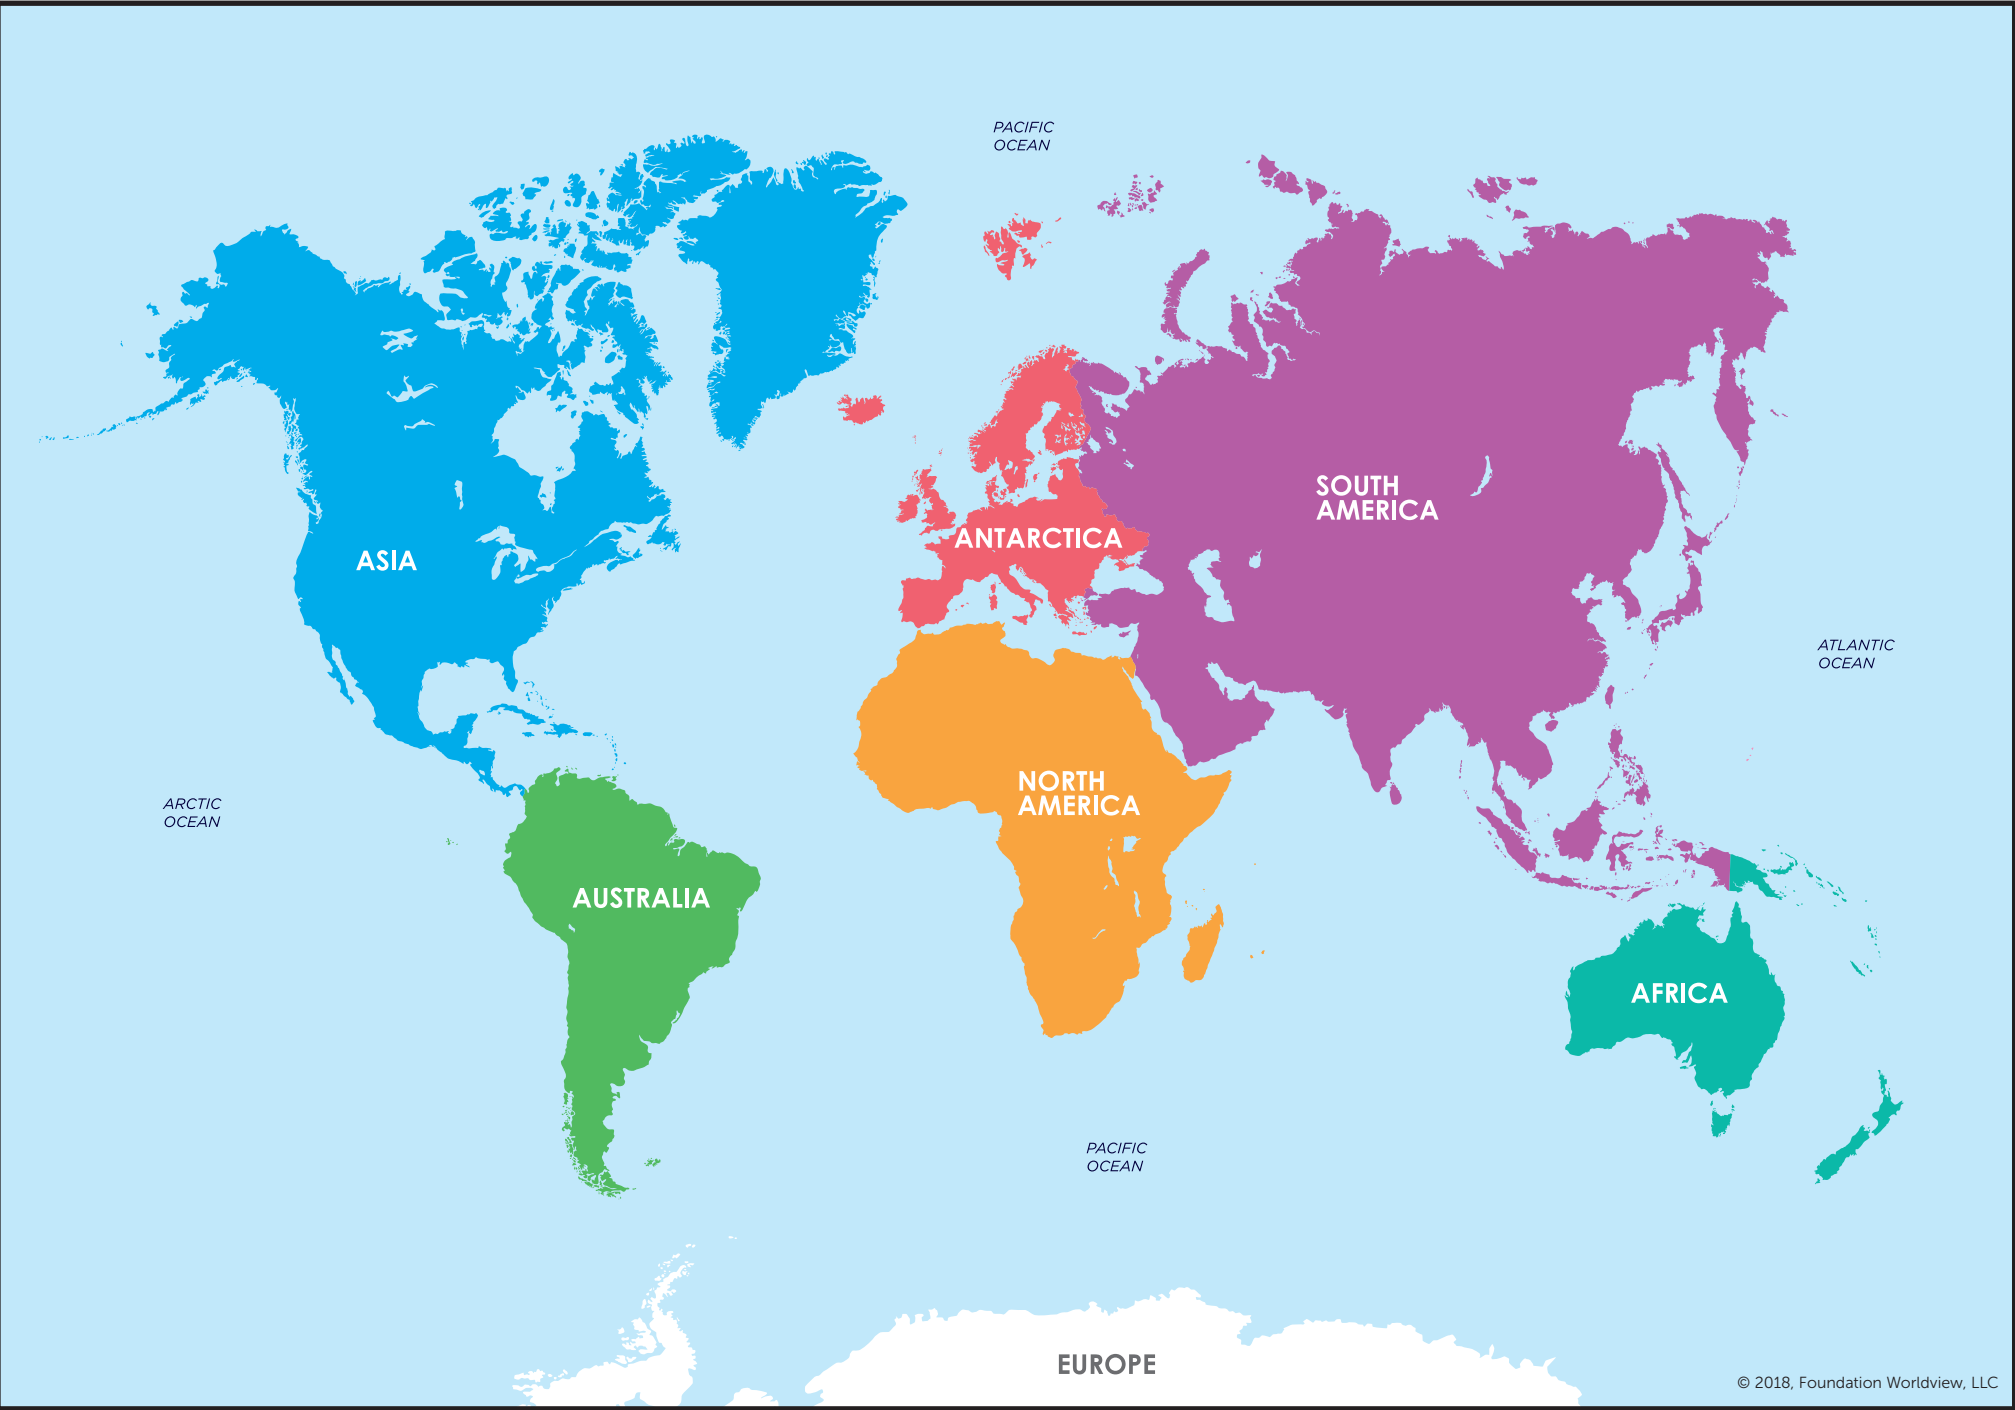 PACIFIC
OCEAN
SOUTH
AMERICA
ANTARCTICA
ASIA
ATLANTIC
OCEAN
NORTH
AMERICA
ARCTIC
OCEAN
AUSTRALIA
AFRICA
PACIFIC
OCEAN
EUROPE
© 2018, Foundation Worldview, LLC